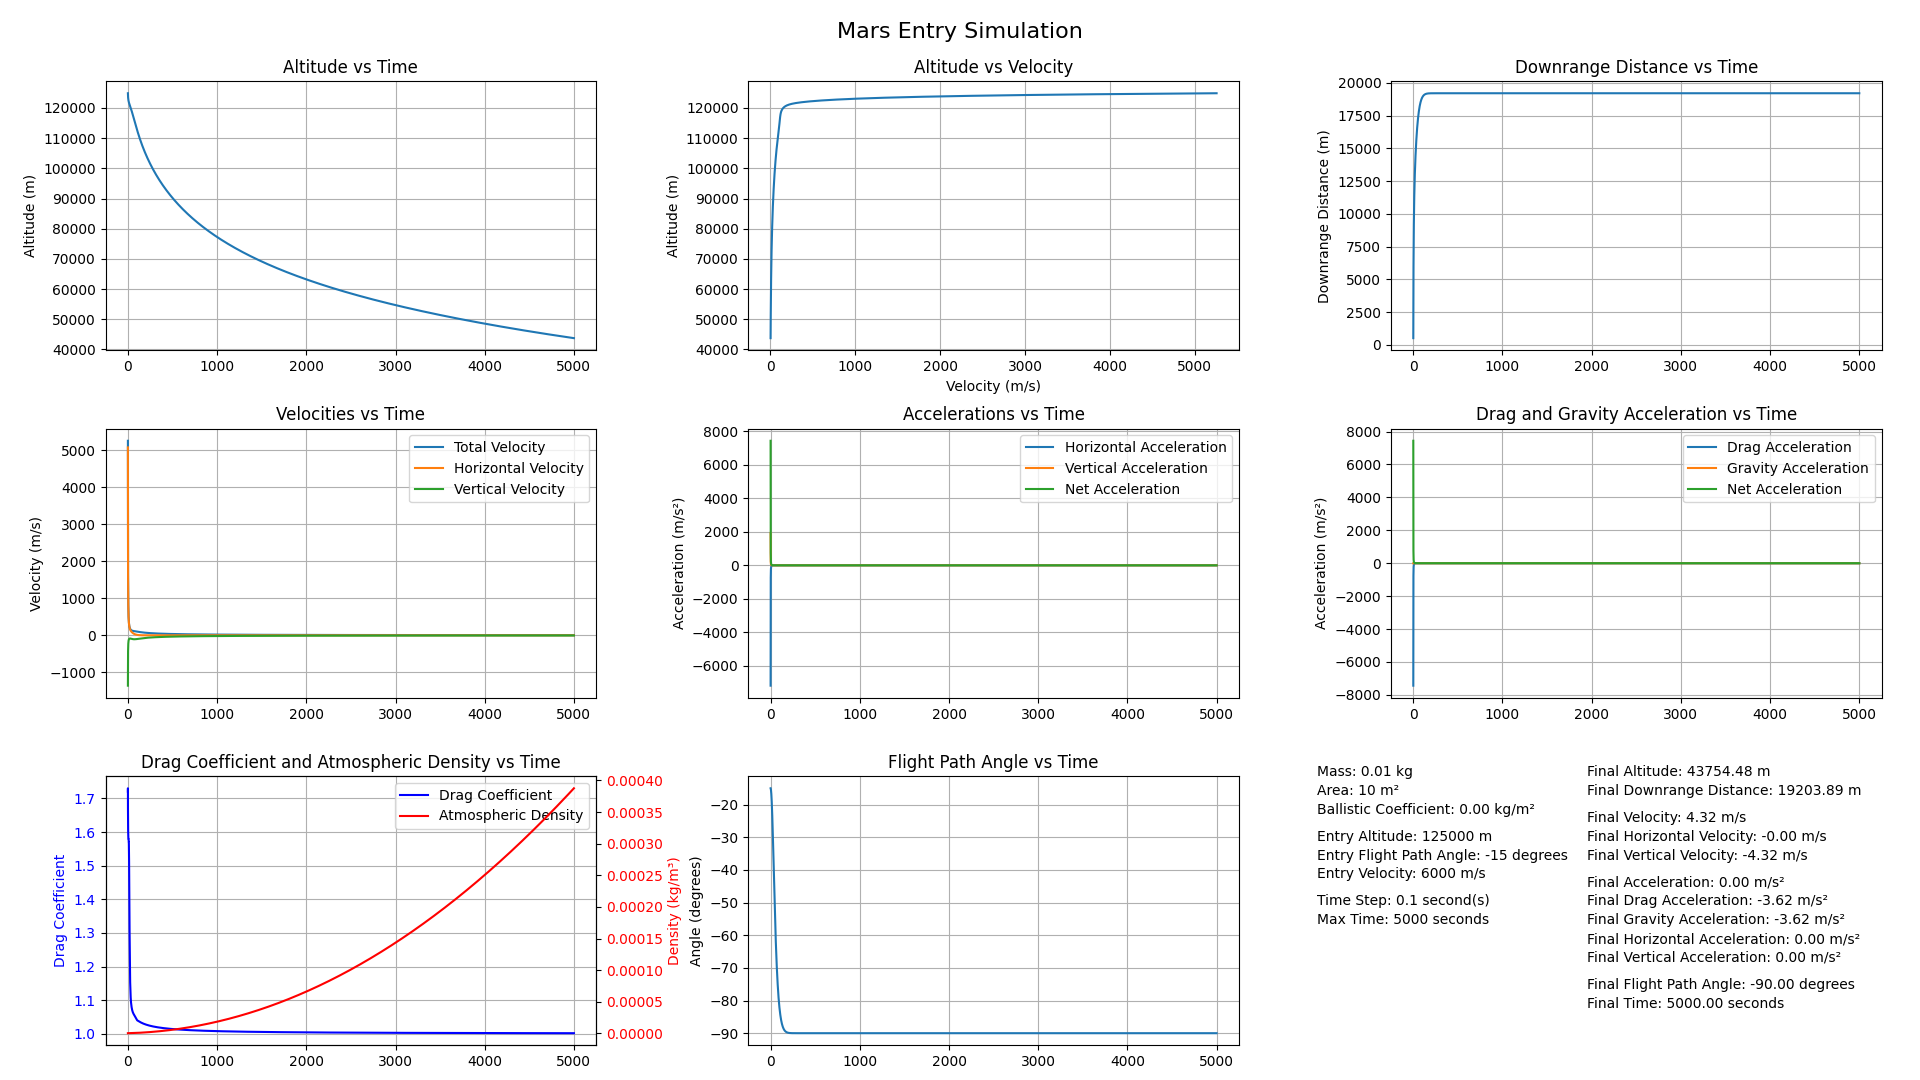 Mars Entry Simulation
Altitude vs Time
Altitude (m)
120000
110000
100000
90000
80000
70000
60000
50000
40000
0 1000 2000 3000 4000 5000
Altitude vs Velocity
Altitude (m)
120000
110000
100000
90000
80000
70000
60000
50000
40000
0 1000 2000 3000 4000 5000
Velocity (m/s)
Downrange Distance vs Time
Downrange Distance (m)
20000
17500
15000
12500
10000
7500
5000
2500
0
0 1000 2000 3000 4000 5000
Velocities vs Time
Velocity (m/s)
5000
4000
3000
2000
1000
0
−1000
Total Velocity
Horizontal Velocity
Vertical Velocity
0 1000 2000 3000 4000 5000
Accelerations vs Time
Acceleration (m/s²)
8000
6000
4000
2000
0
−2000
−4000
−6000
Horizontal Acceleration
Vertical Acceleration
Net Acceleration
0 1000 2000 3000 4000 5000
Drag and Gravity Acceleration vs Time
Acceleration (m/s²)
8000
6000
4000
2000
0
−2000
−4000
−6000
−8000
Drag Acceleration
Gravity Acceleration
Net Acceleration
0 1000 2000 3000 4000 5000
Drag Coefficient and Atmospheric Density vs Time
Drag Coefficient
1.7
1.6
1.5
1.4
1.3
1.2
1.1
1.0
Drag Coefficient
Atmospheric Density
0.00040
0.00035
0.00030
0.00025
0.00020
0.00015
0.00010
0.00005
0.00000
Density (kg/m³)
0 1000 2000 3000 4000 5000
Flight Path Angle vs Time
Angle (degrees)
−20
−30
−40
−50
−60
−70
−80
−90
0 1000 2000 3000 4000 5000
Mass: 0.01 kg
Area: 10 m²
Ballistic Coefficient: 0.00 kg/m²
Entry Altitude: 125000 m
Entry Flight Path Angle: -15 degrees
Entry Velocity: 6000 m/s
Time Step: 0.1 second(s)
Max Time: 5000 seconds
Final Altitude: 43754.48 m
Final Downrange Distance: 19203.89 m
Final Velocity: 4.32 m/s
Final Horizontal Velocity: -0.00 m/s
Final Vertical Velocity: -4.32 m/s
Final Acceleration: 0.00 m/s²
Final Drag Acceleration: -3.62 m/s²
Final Gravity Acceleration: -3.62 m/s²
Final Horizontal Acceleration: 0.00 m/s²
Final Vertical Acceleration: 0.00 m/s²
Final Flight Path Angle: -90.00 degrees
Final Time: 5000.00 seconds